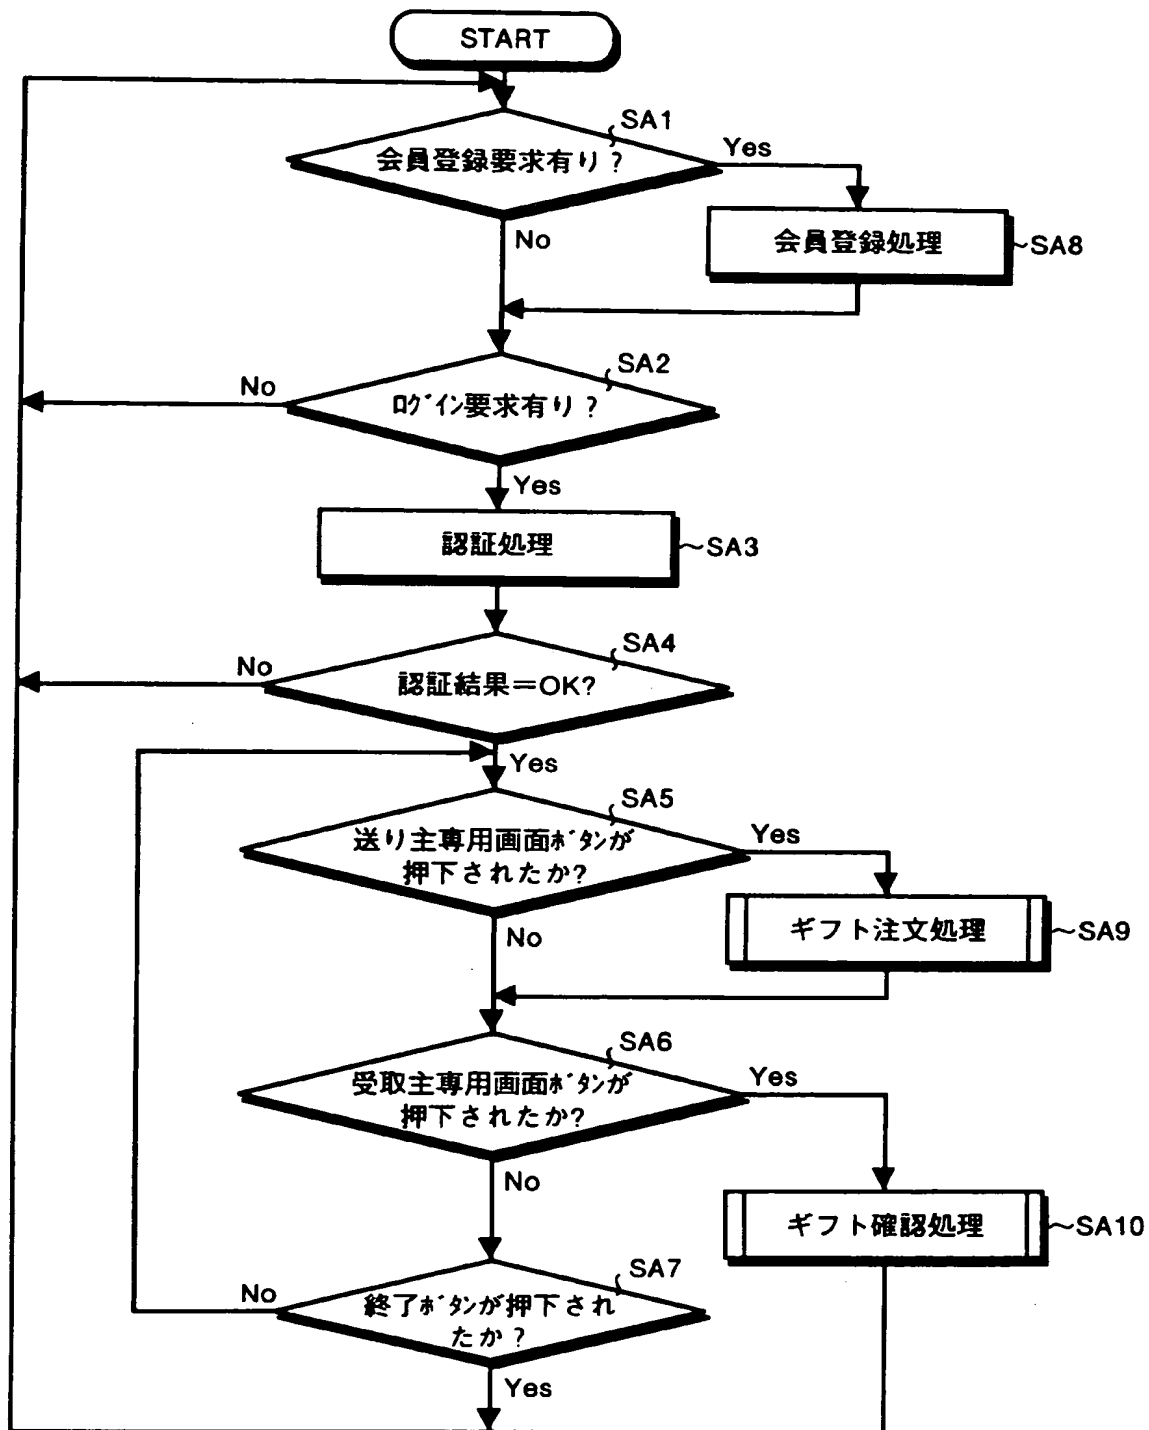 START
SA1
会員登録要求有り?
Yes
No
会員登録処理
SA8
SA2
No
ログイン要求有り?
Yes
認証処理
SA3
SA4
No
認証結果=OK?
Yes
SA5
送り主専用画面ボタンが
押下されたか?
Yes
No
ギフト注文処理
SA9
SA6
受取主専用画面ボタンが
押下されたか?
Yes
No
ギフト確認処理
SA10
SA7
No
終了ボタンが押下され
たか?
Yes